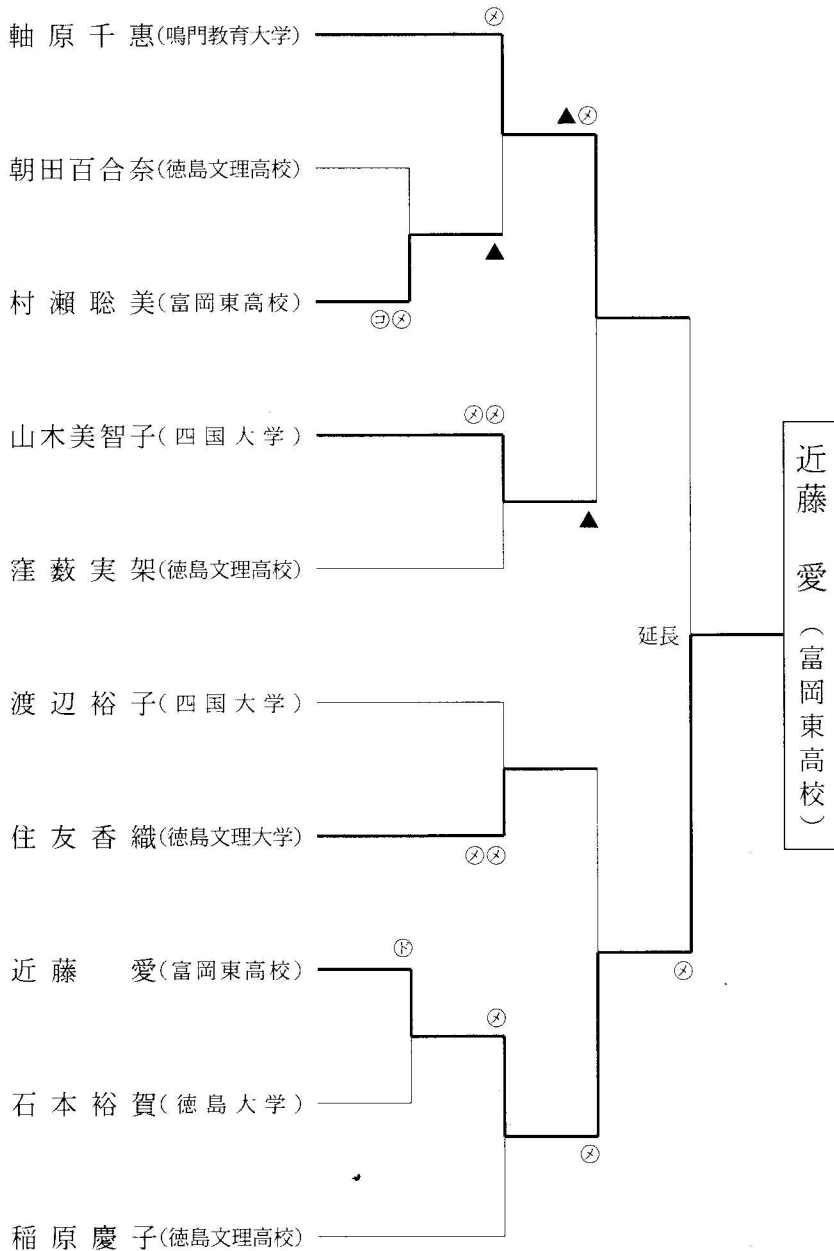 軸原千惠(鳴門教育大学)
㋱
▲㋱
朝田百合奈(徳島文理高校)
▲
村瀬聡美(富岡東高校)
㋙㋱
山木美智子(四国大学)
㋱㋱
▲
窪薮実架(徳島文理高校)
延長
渡辺裕子(四国大学)
住友香織(徳島文理大学)
㋱㋱
近藤 愛(富岡東高校)
㋣゙
㋱
㋱
石本裕賀(徳島大学)
㋱
稲原慶子(徳島文理高校)
近藤 愛(富岡東高校)